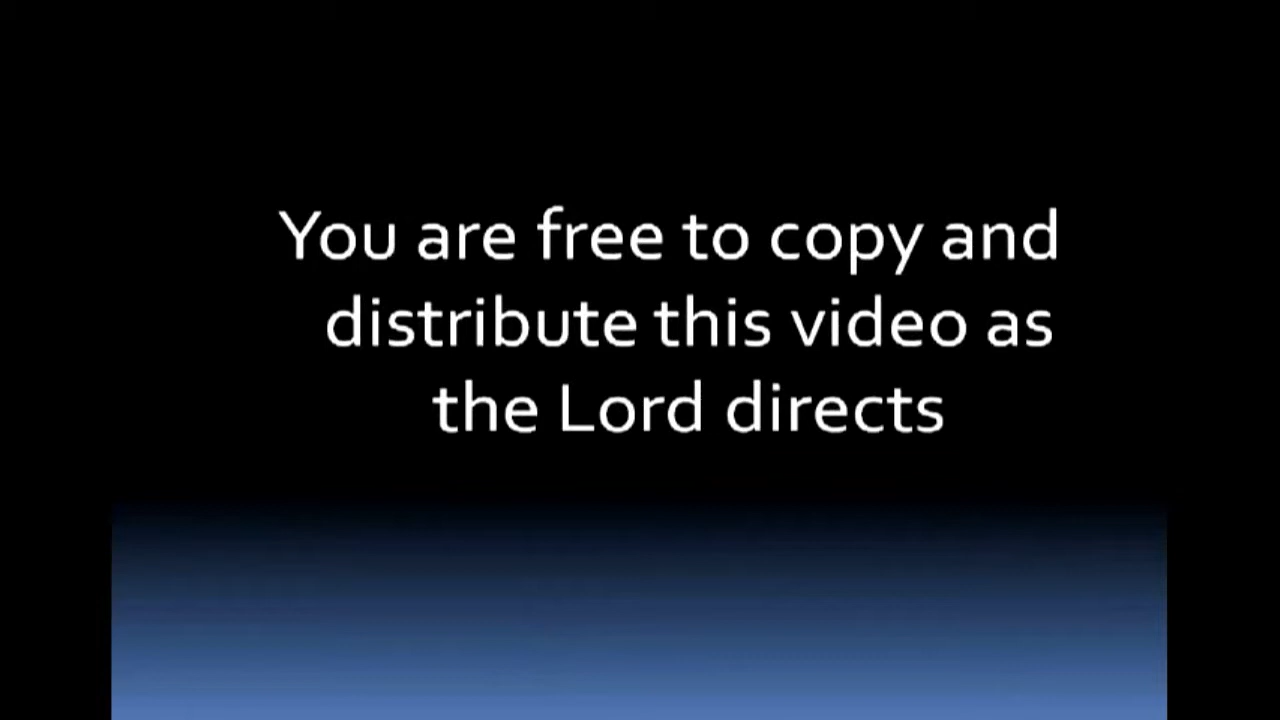 You are free to copy and
distribute this video as
the Lord directs